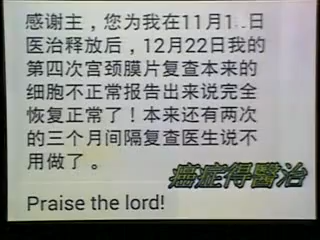 感谢主，您为我在11月1..日
医治释放后，12月22日我的
第四次宫颈膜片复查本来的
细胞不正常报告出来说完全
恢复正常了！本来还有两次
的三个月间隔复查医生说不
用做了。
癌症得醫治
Praise the lord!